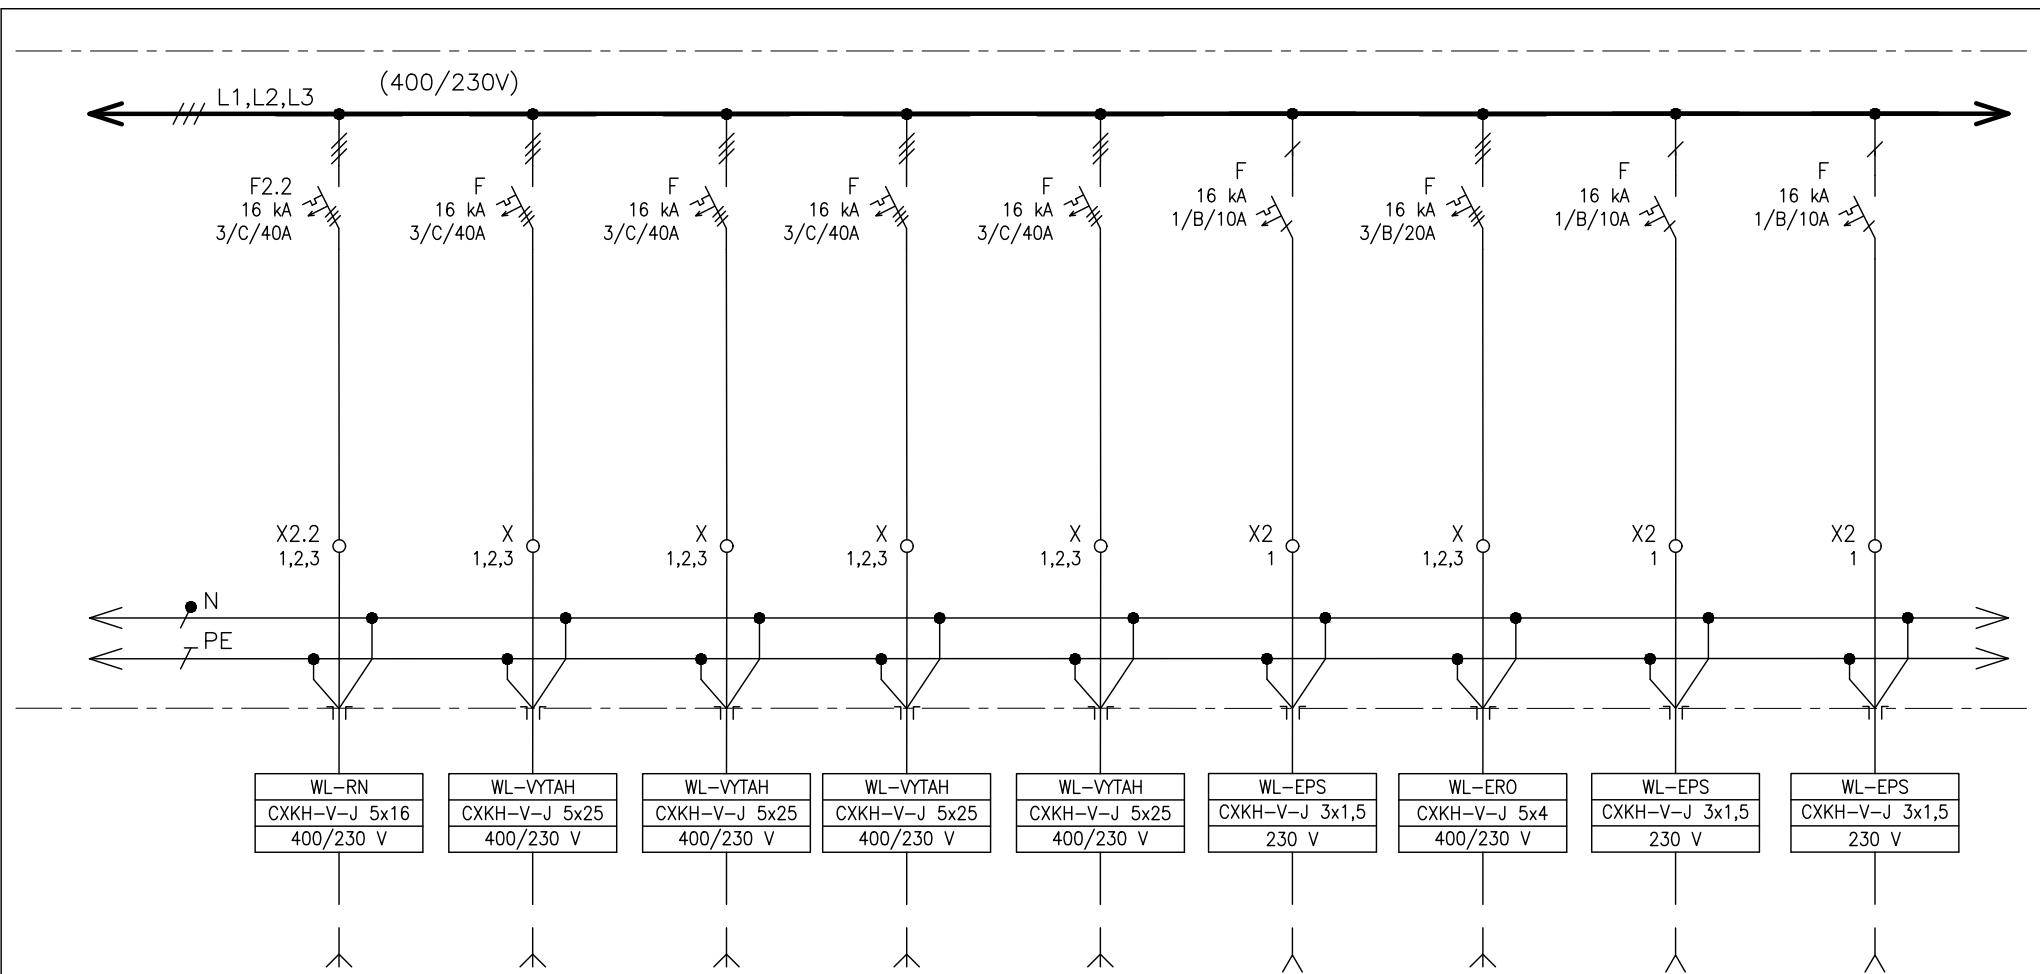 (400/230V)
L1,L2,L3
F2.2
16 kA
3/C/40A
F
16 kA
3/C/40A
F
16 kA
3/C/40A
F
16 kA
3/C/40A
F
16 kA
3/C/40A
F
16 kA
1/B/10A
F
16 kA
3/B/20A
F
16 kA
1/B/10A
F
16 kA
1/B/10A
X2.2
1,2,3
X
1,2,3
X
1,2,3
X
1,2,3
X
1,2,3
X2
1
X
1,2,3
X2
1
X2
1
N
PE
WL-RN
CXKH-V-J 5x16
400/230 V
WL-VYTAH
CXKH-V-J 5x25
400/230 V
WL-VYTAH
CXKH-V-J 5x25
400/230 V
WL-VYTAH
CXKH-V-J 5x25
400/230 V
WL-VYTAH
CXKH-V-J 5x25
400/230 V
WL-EPS
CXKH-V-J 3x1,5
230 V
WL-ERO
CXKH-V-J 5x4
400/230 V
WL-EPS
CXKH-V-J 3x1,5
230 V
WL-EPS
CXKH-V-J 3x1,5
230 V